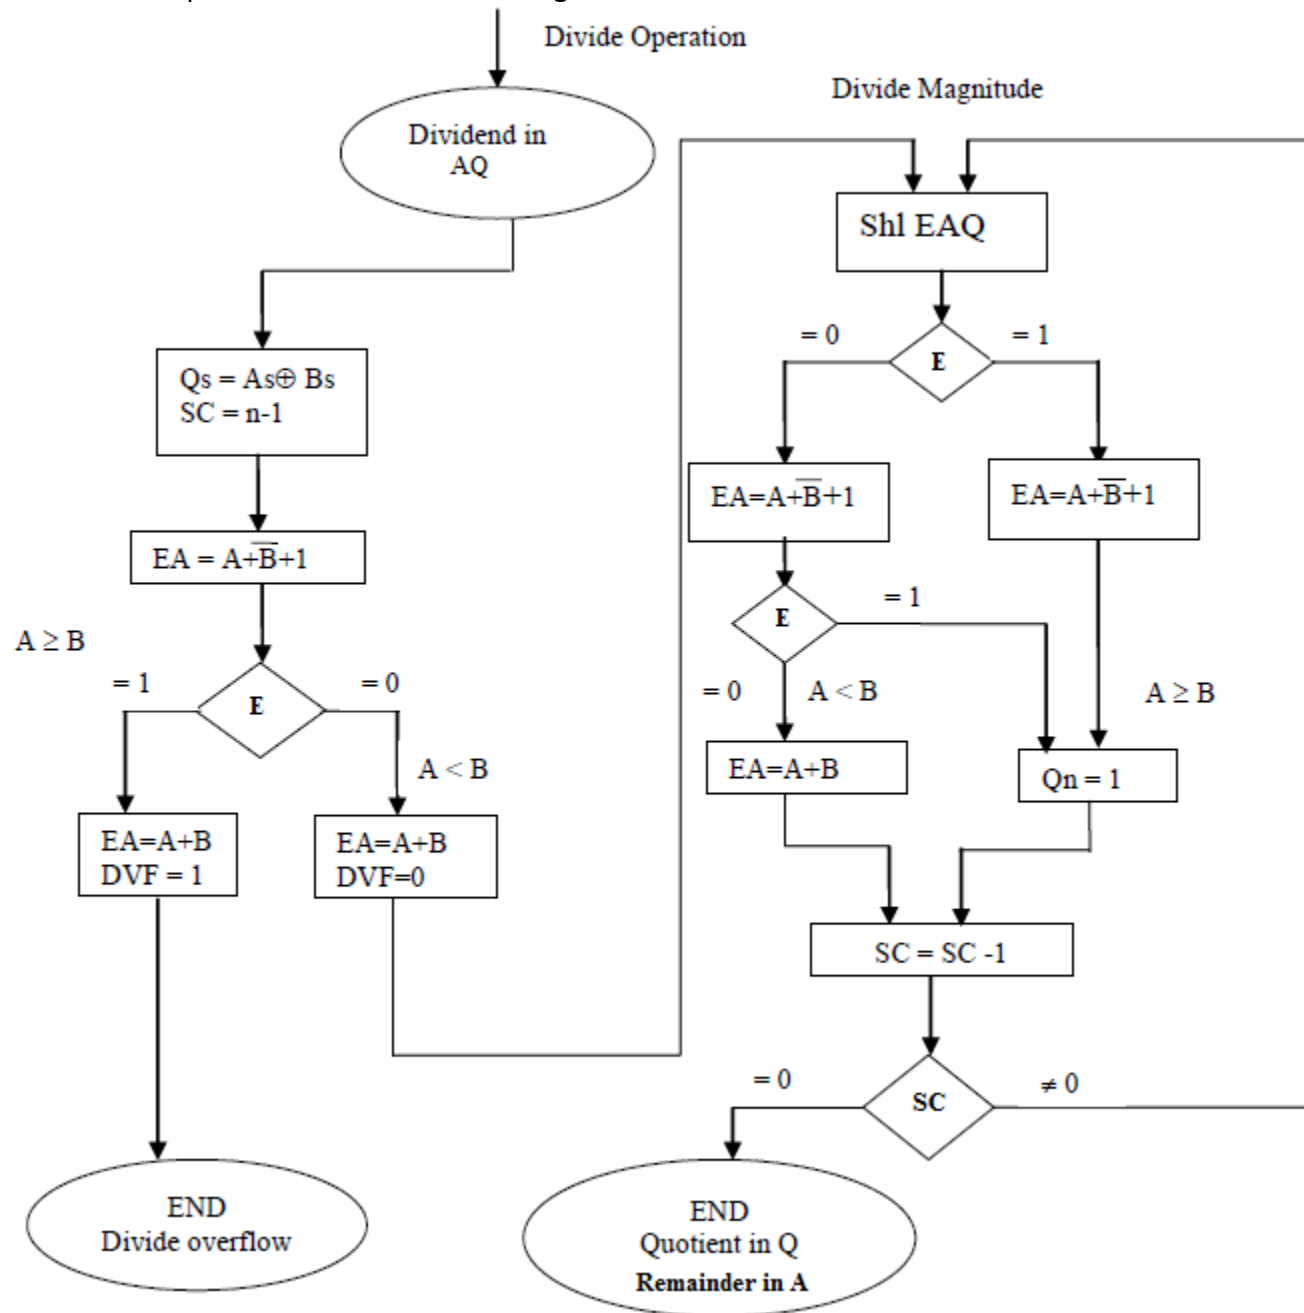 Divide Operation
Divide Magnitude
Dividend in
AQ
Shl EAQ
= 0
= 1
E
Qs = As⊕ Bs
SC = n-1
EA=A+B̅+1
EA=A+B̅+1
EA = A+B̅+1
E
= 1
A ≥ B
= 1
= 0
E
= 0
A < B
A ≥ B
A < B
EA=A+B
Qn = 1
EA=A+B
DVF = 1
EA=A+B
DVF=0
SC = SC -1
= 0
≠ 0
SC
END
Divide overflow
END
Quotient in Q
Remainder in A